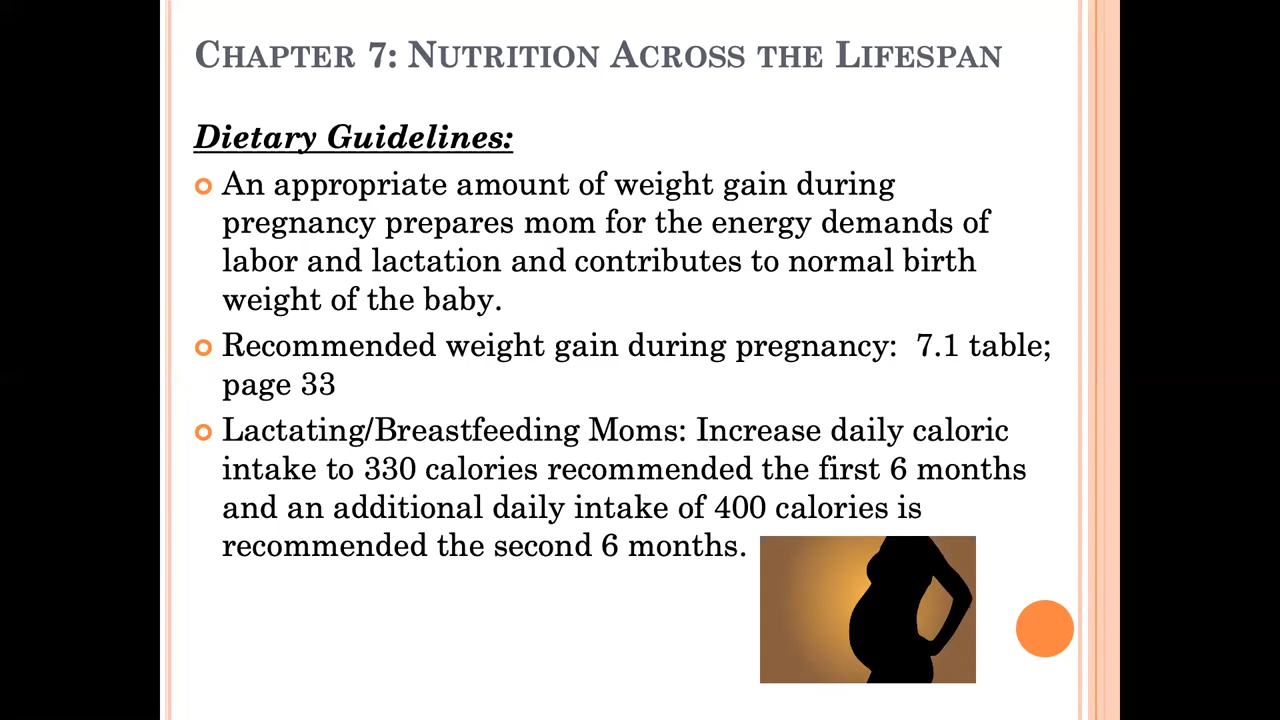 CHAPTER 7: NUTRITION ACROSS THE LIFESPAN
Dietary Guidelines:
An appropriate amount of weight gain during
pregnancy prepares mom for the energy demands of
labor and lactation and contributes to normal birth
weight of the baby.
Recommended weight gain during pregnancy:  7.1 table;
page 33
Lactating/Breastfeeding Moms: Increase daily caloric
intake to 330 calories recommended the first 6 months
and an additional daily intake of 400 calories is
recommended the second 6 months.